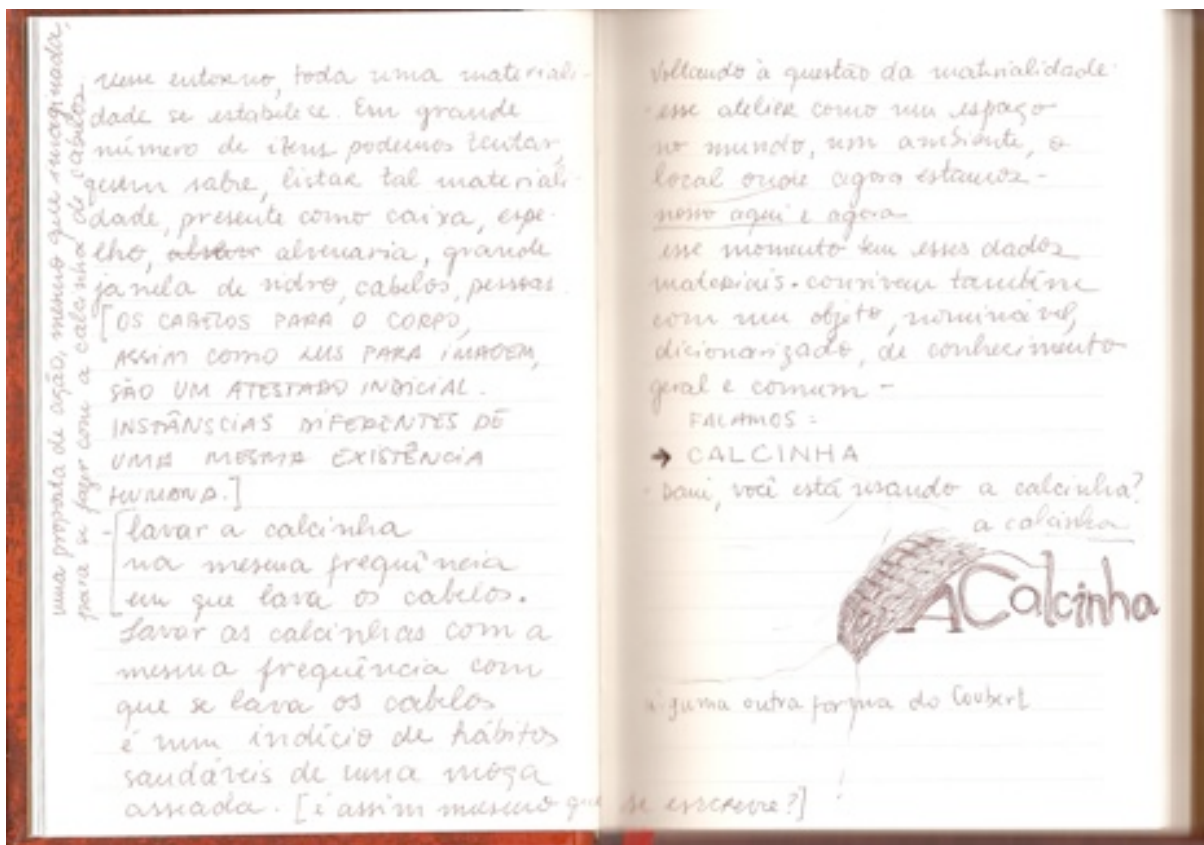 uma proposta de ação, mesmo que imaginada,
para se fazer com a calcinha de cabelos.
num entorno, toda uma materiali-
dade se estabelece. Em grande
número de itens podemos tentar,
quem sabe, listar tal materiali-
dade, presente como caixa, espe-
lho, alvenaria, grande
janela de vidro, cabelos, pessoas.
[OS CABELOS PARA O CORPO,
ASSIM COMO LUS PARA IMAGEM,
SÃO UM ATESTADO INDICIAL.
INSTÂNSCIAS DIFERENTES DE
UMA MESMA EXISTÊNCIA
HUMANA.]
- [lavar a calcinha
na mesma frequência
em que lava os cabelos.
Lavar as calcinhas com a
mesma frequência com
que se lava os cabelos
é num indício de hábitos
saudáveis de uma moça
asseada. [é assim mesmo que se escreve?]
Voltando à questão da materialidade
esse atelier como um espaço
no mundo, um ambiente, o
local onde agora estamos -
nosso aqui e agora
esse momento tem esses dados
materiais. convivem também
com um objeto, nominável,
dicionarizado, de conhecimento
geral e comum -
FALAMOS:
→ CALCINHA
- Dani, você está usando a calcinha?
a calcinha
A Calcinha
alguma outra forma do Coubert